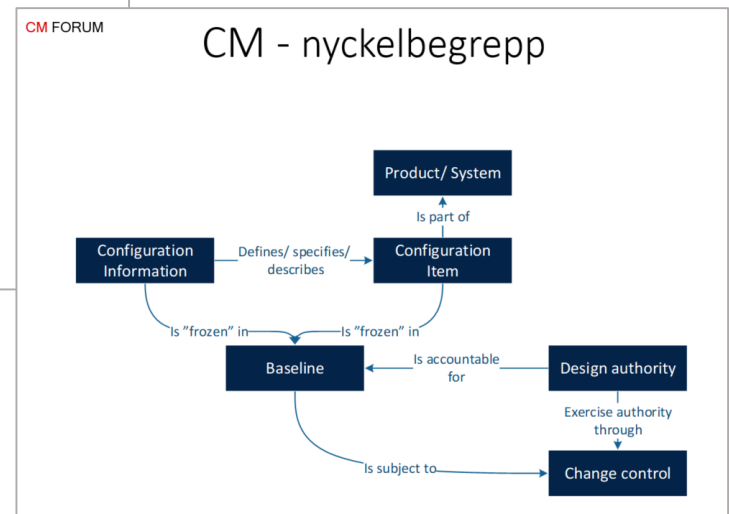 CM FORUM
CM - nyckelbegrepp
Product/ System
Is part of
Configuration
Information
Defines/ specifies/
describes
Configuration
Item
Is ”frozen” in
Is ”frozen” in
Baseline
Is accountable
for
Design authority
Exercise authority
through
Is subject to
Change control